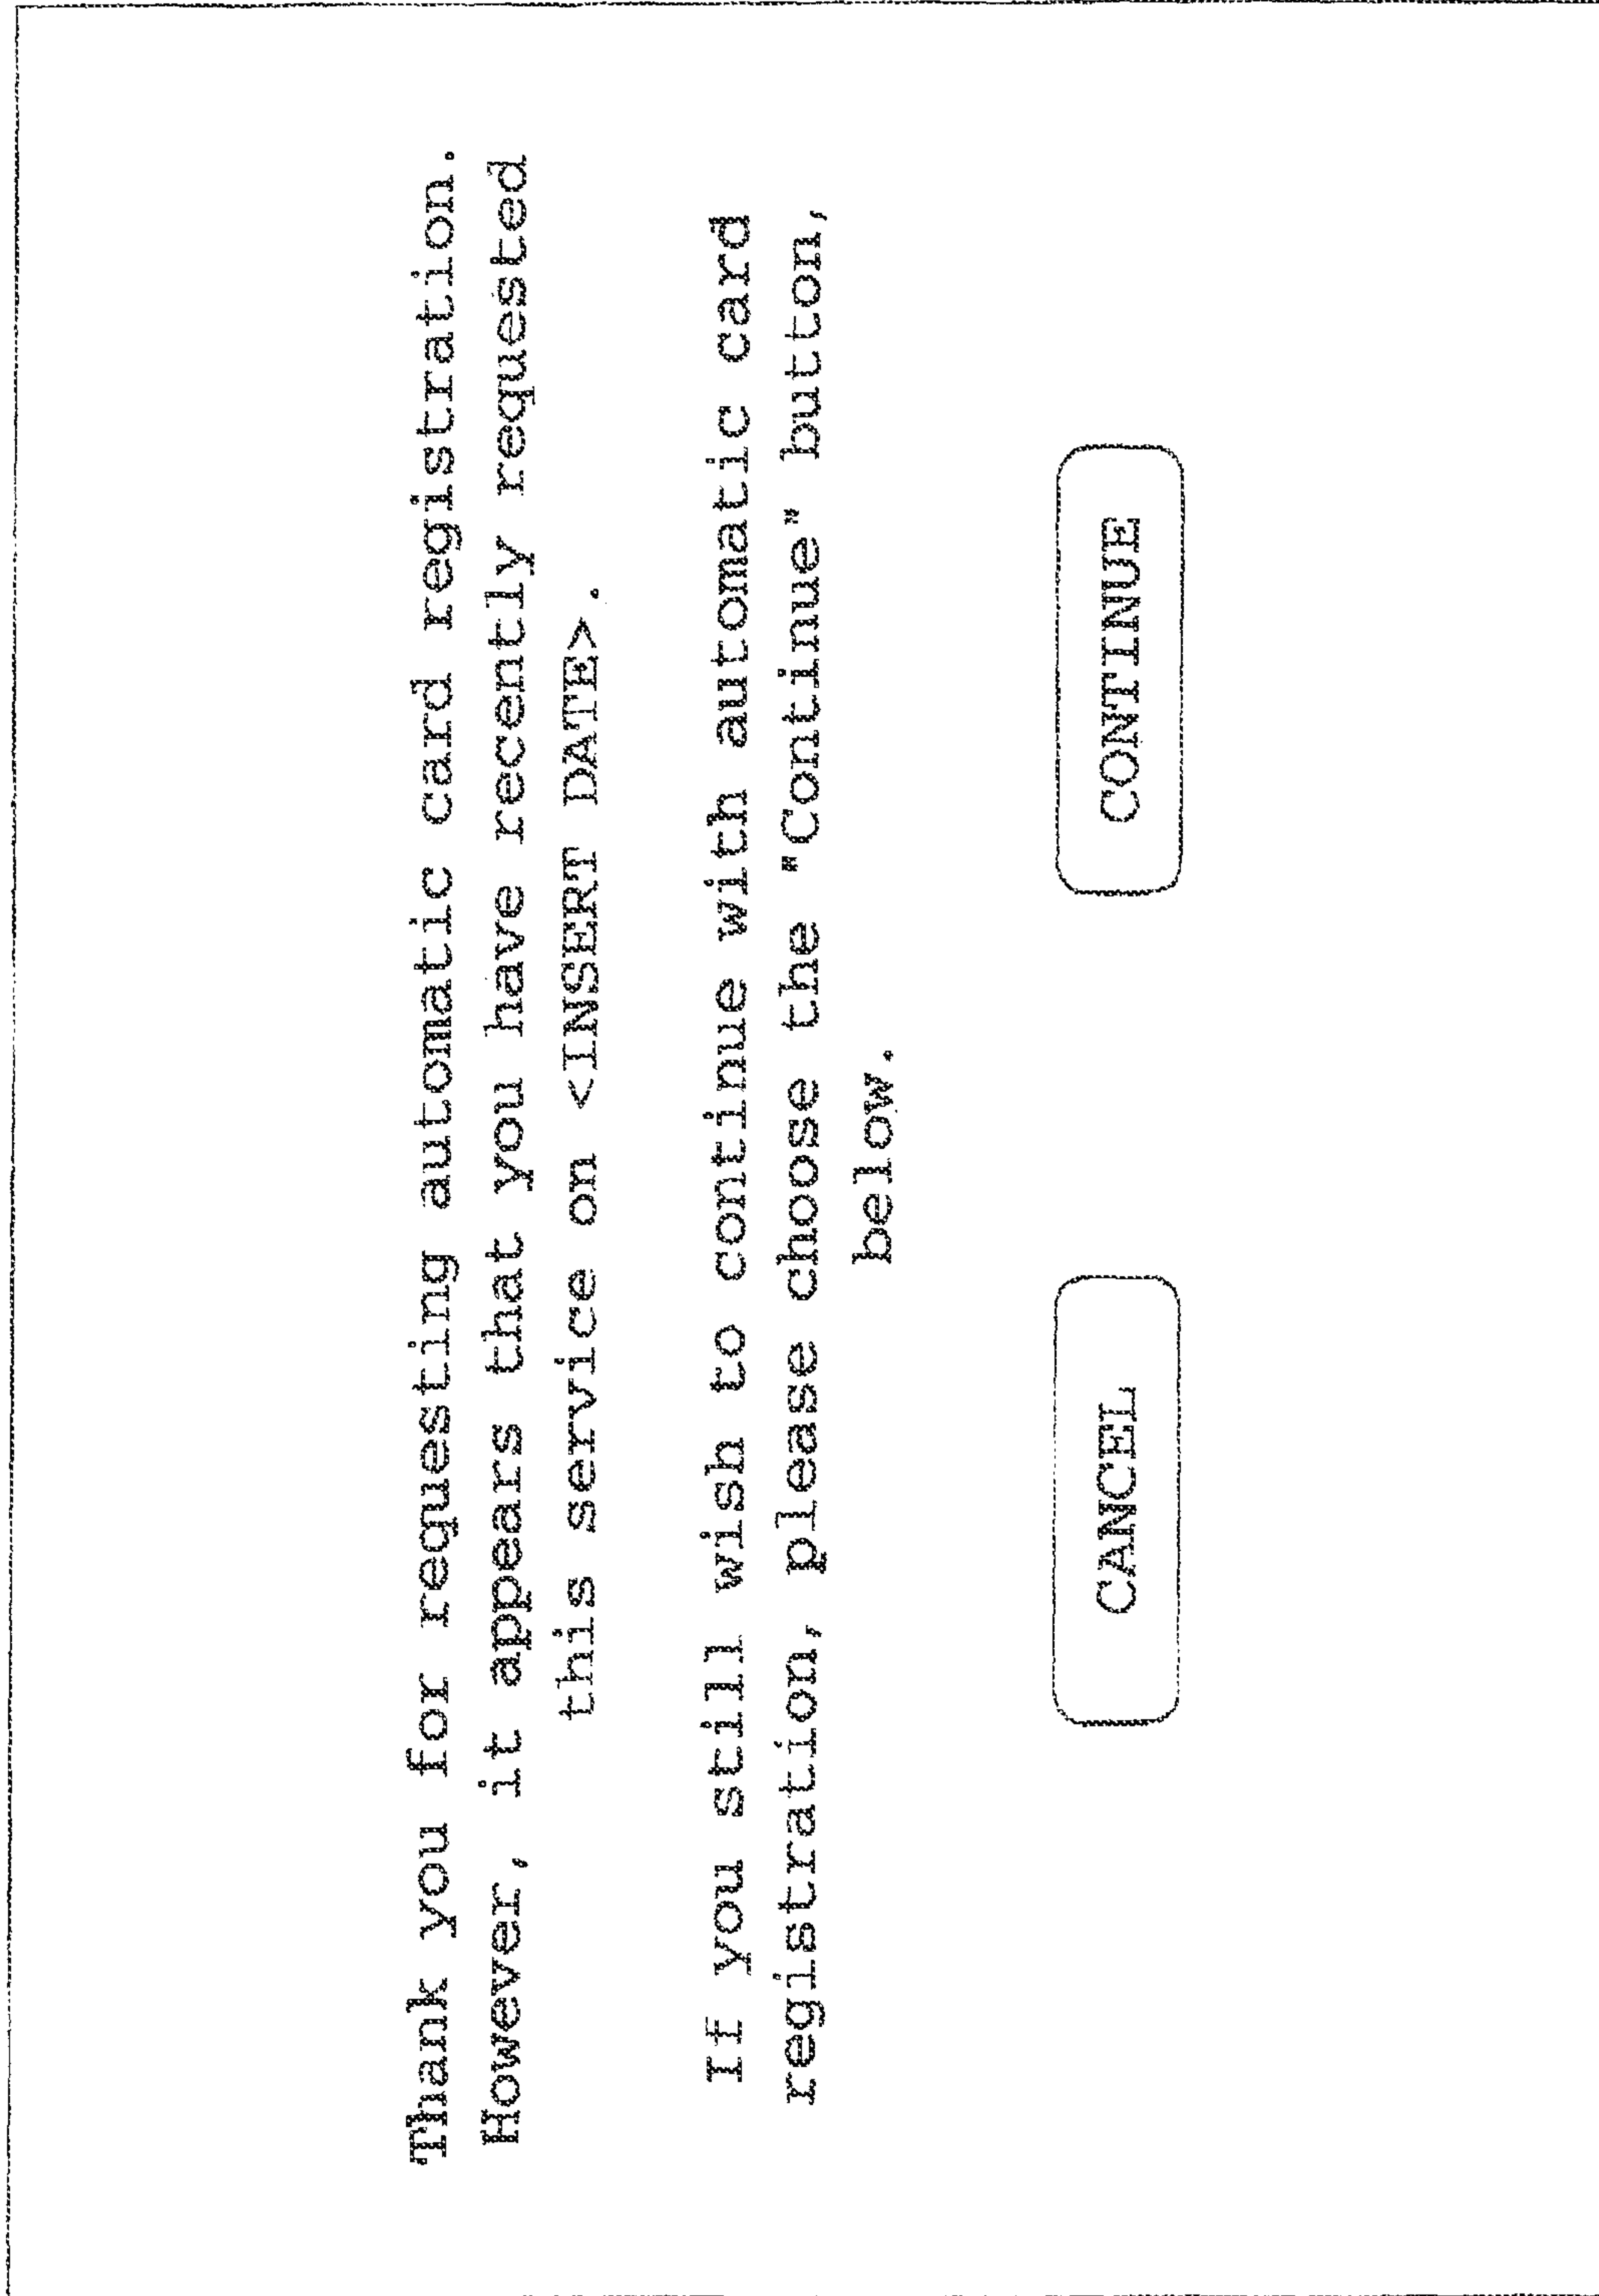 Thank you for requesting automatic card registration.
However, it appears that you have recently requested
this service on <INSERT DATE>.
If you still wish to continue with automatic card
registration, please choose the "Continue" button,
below.
CANCEL
CONTINUE